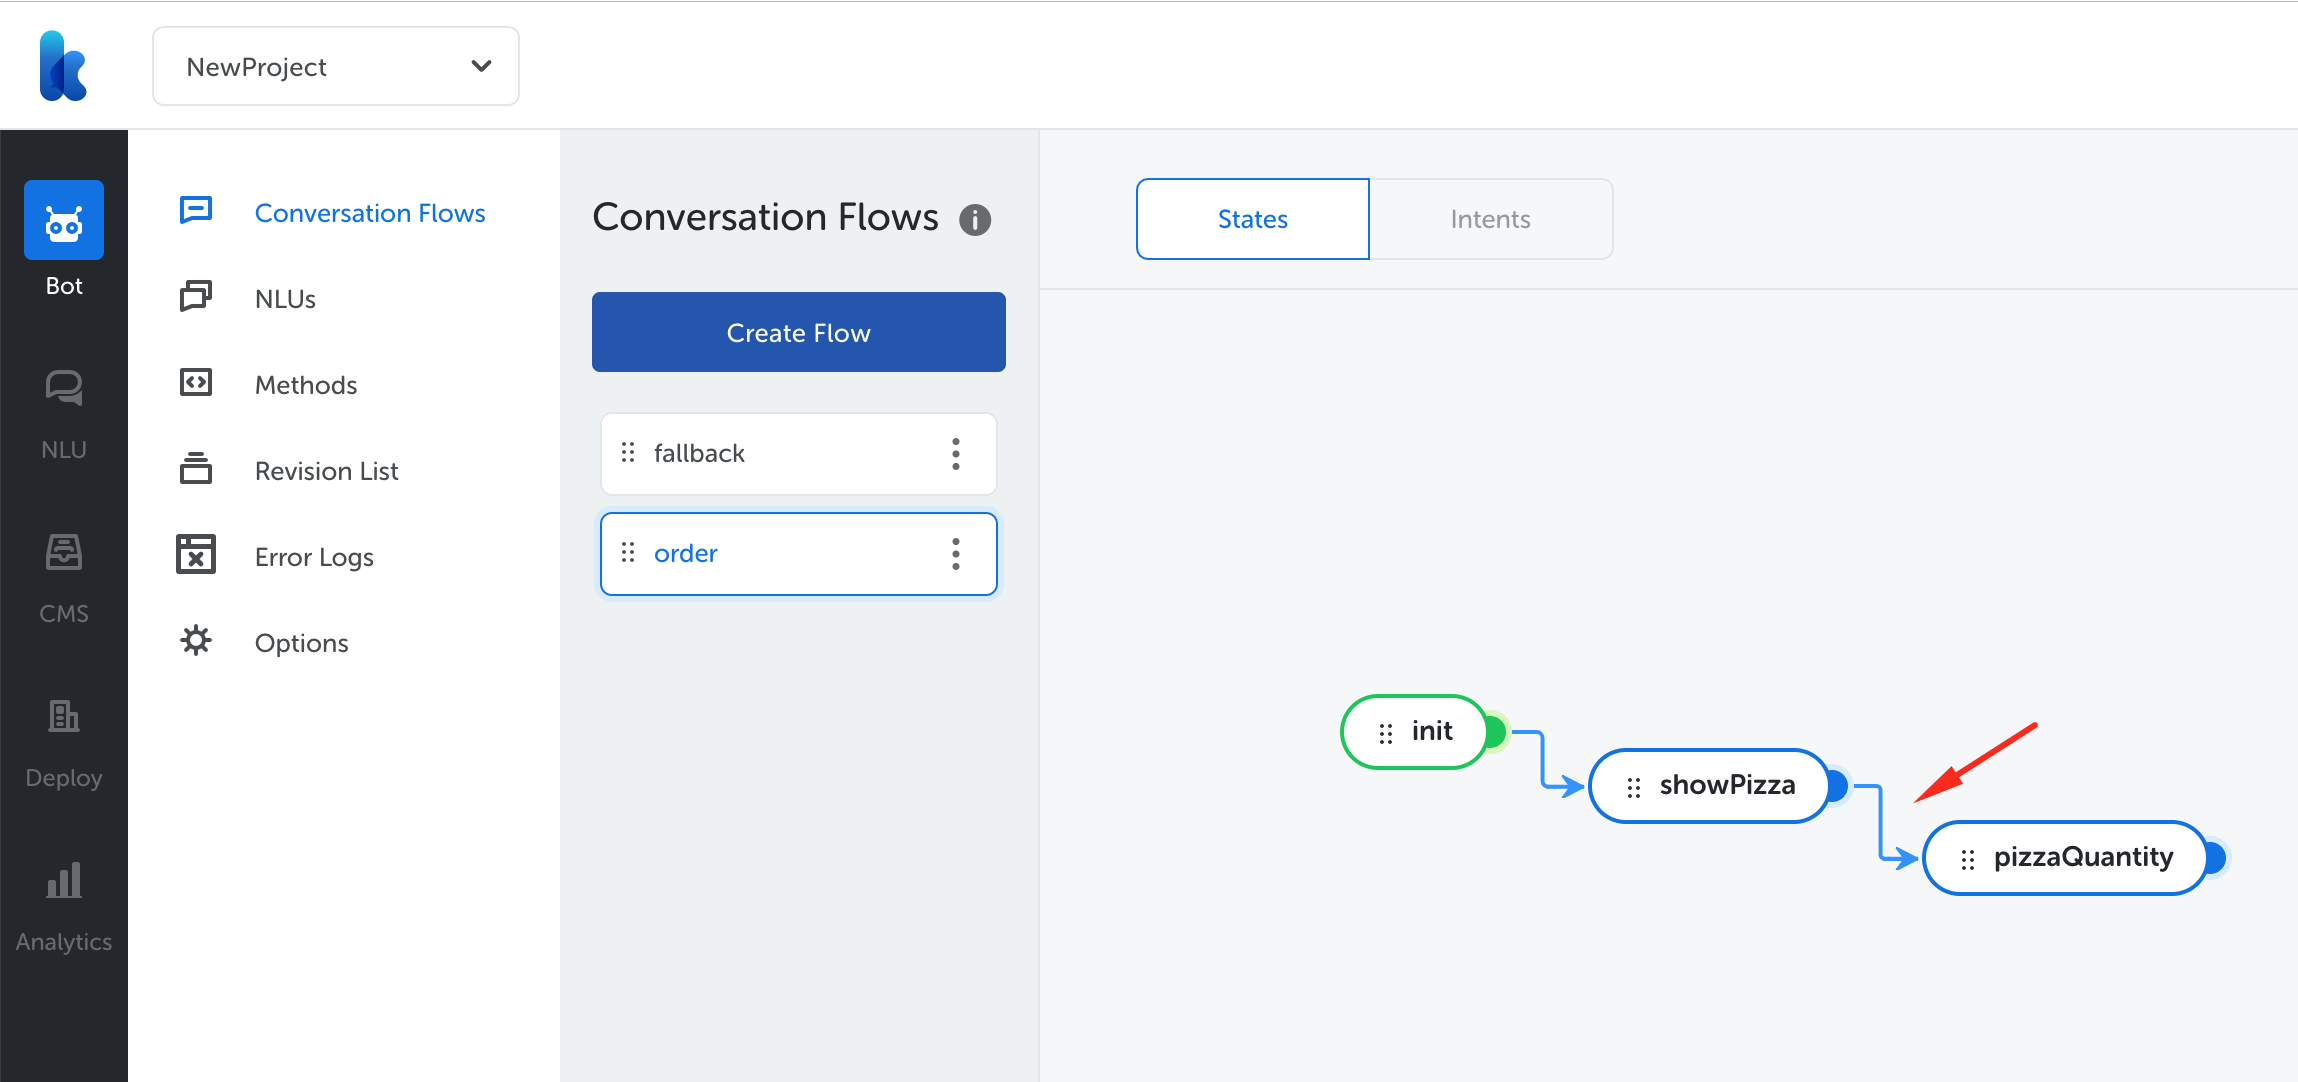 NewProject
Bot
NLU
CMS
Deploy
Analytics
Conversation Flows
NLUs
Methods
Revision List
Error Logs
Options
Conversation Flows
Create Flow
fallback
order
States
Intents
init
showPizza
pizzaQuantity